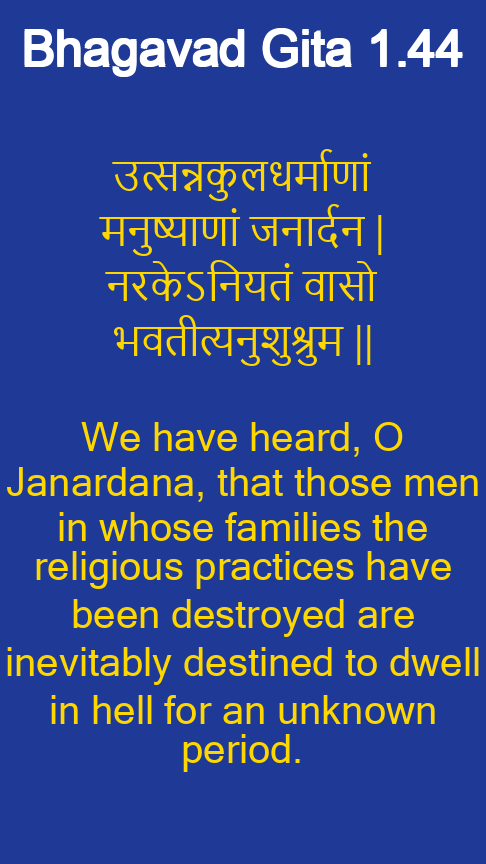 Bhagavad Gita 1.44
उत्सन्नकुलधर्माणां
मनुष्याणां जनार्दन |
नरकेऽनियतं वासो
भवतीत्यनुशुश्रुम ||
We have heard, O
Janardana, that those men
in whose families the
religious practices have
been destroyed are
inevitably destined to dwell
in hell for an unknown
period.